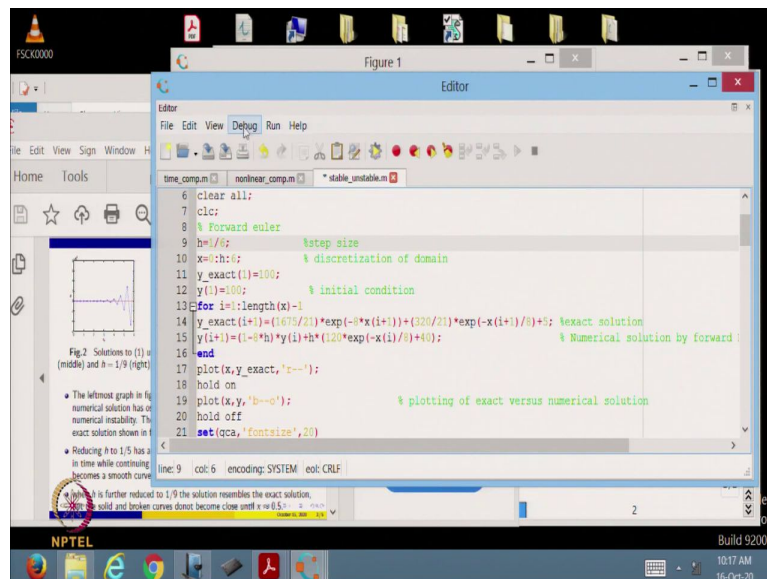 FSCK0000
Figure 1
Editor
Editor
File Edit View Debug Run Help
time_comp.m nonlinear_comp.m * stable_unstable.m
6 clear all;
7 clc;
8 % Forward euler
9 h=1/6; %step size
10 x=0:h:6; % discretization of domain
11 y_exact(1)=100;
12 y(1)=100; % initial condition
13 for i=1:length(x)-1
14 y_exact(i+1)=(1675/21)*exp(-8*x(i+1))+(320/21)*exp(-x(i+1)/8)+5; %exact solution
15 y(i+1)=(1-8*h)*y(i)+h*(120*exp(-x(i)/8)+40); % Numerical solution by forward
16 end
17 plot(x,y_exact,'r--');
18 hold on
19 plot(x,y,'b--o'); % plotting of exact versus numerical solution
20 hold off
21 set(gca,'fontsize',20)
line: 9 col: 6 encoding: SYSTEM eol: CRLF
File Edit View Sign Window H
Home Tools
Fig.2 Solutions to (1) u
(middle) and h = 1/9 (right)
The leftmost graph in fig
numerical solution has os
numerical instability. Th
exact solution shown in f
Reducing h to 1/5 has a
in time while continuing
becomes a smooth curve
h is further reduced to 1/9 the solution resembles the exact solution,
solid and broken curves donot become close until x = 0.5.
2
NPTEL
Build 9200
10:17 AM
16-Oct-20